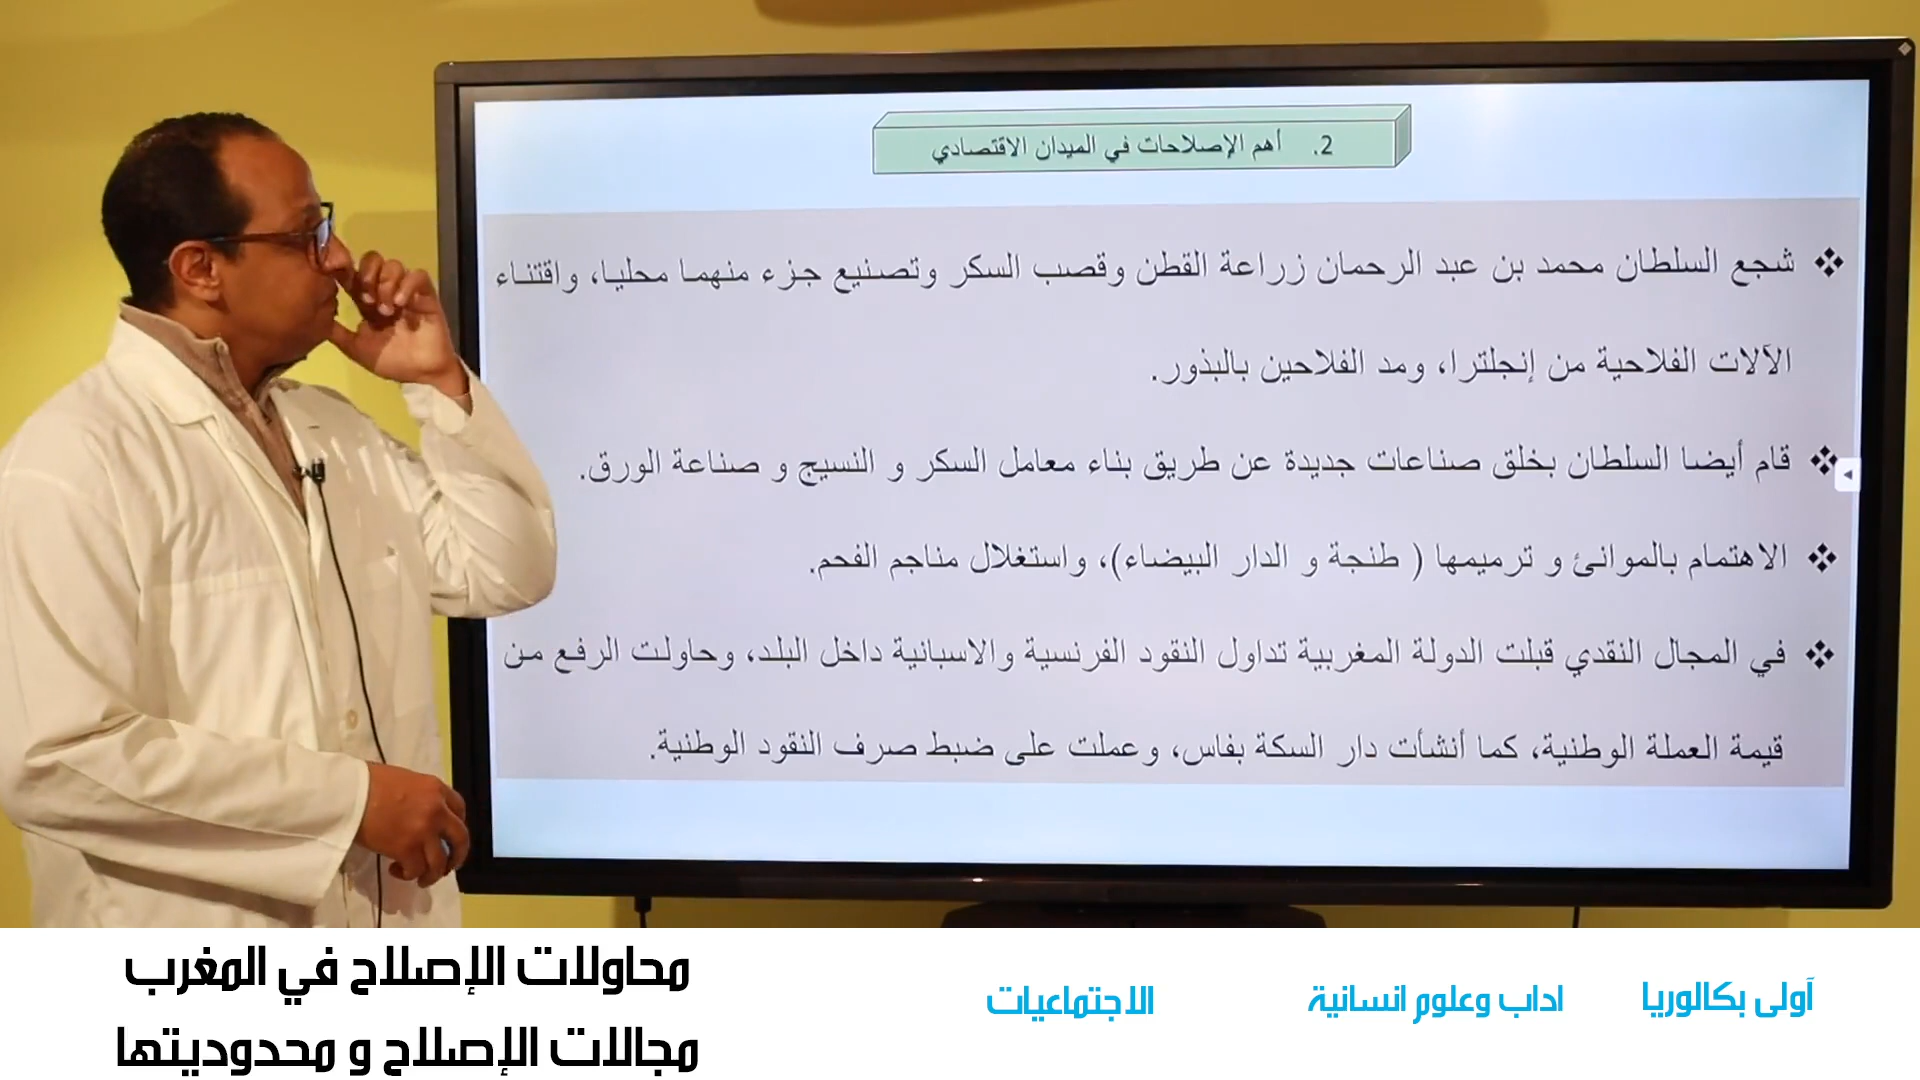 2. أهم الإصلاحات في الميدان الاقتصادي
شجع السلطان محمد بن عبد الرحمان زراعة القطن وقصب السكر وتصنيع جزء منهما محليا، واقتناء
الآلات الفلاحية من إنجلترا، ومد الفلاحين بالبذور.
قام أيضا السلطان بخلق صناعات جديدة عن طريق بناء معامل السكر و النسيج و صناعة الورق.
الاهتمام بالموانئ و ترميمها ( طنجة و الدار البيضاء)، واستغلال مناجم الفحم.
في المجال النقدي قبلت الدولة المغربية تداول النقود الفرنسية والاسبانية داخل البلد، وحاولت الرفع من
قيمة العملة الوطنية، كما أنشأت دار السكة بفاس، وعملت على ضبط صرف النقود الوطنية.
أولى بكالوريا
اداب وعلوم انسانية
الاجتماعيات
محاولات الإصلاح في المغرب
مجالات الإصلاح و محدوديتها